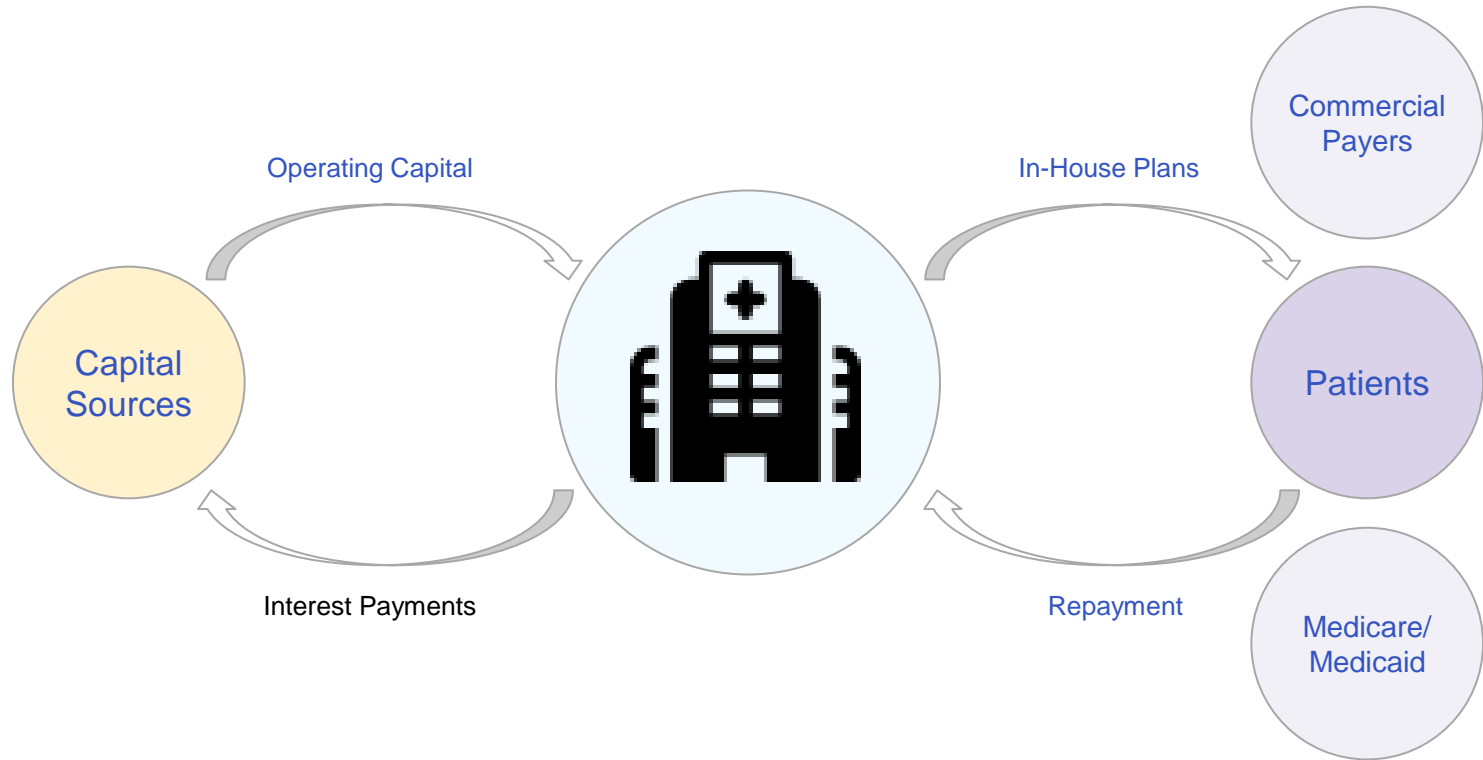 Commercial
Payers
Operating Capital
In-House Plans
Capital
Sources
Patients
Interest Payments
Repayment
Medicare/
Medicaid